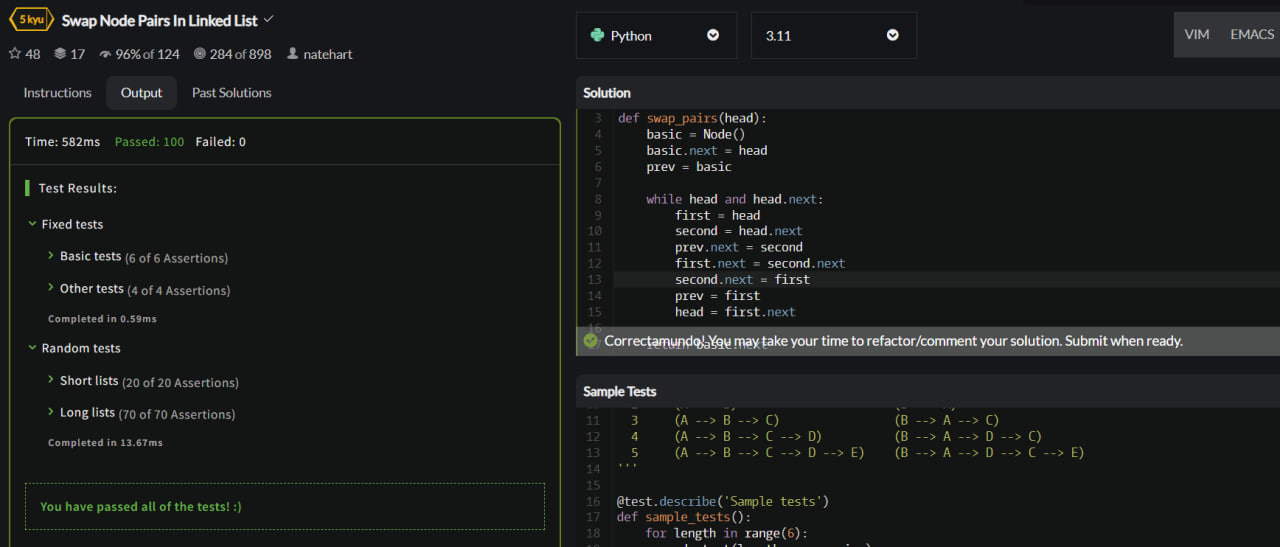 5 kyu Swap Node Pairs In Linked List
48 17 96% of 124 284 of 898 natehart
Instructions Output Past Solutions
Time: 582ms Passed: 100 Failed: 0
Test Results:
Fixed tests
Basic tests (6 of 6 Assertions)
Other tests (4 of 4 Assertions)
Completed in 0.59ms
Random tests
Short lists (20 of 20 Assertions)
Long lists (70 of 70 Assertions)
Completed in 13.67ms
You have passed all of the tests! :)
Python 3.11 VIM EMACS
Solution
3 def swap_pairs(head):
4 basic = Node()
5 basic.next = head
6 prev = basic
7
8 while head and head.next:
9 first = head
10 second = head.next
11 prev.next = second
12 first.next = second.next
13 second.next = first
14 prev = first
15 head = first.next
16
17 return basic.next
Correctamundo! You may take your time to refactor/comment your solution. Submit when ready.
Sample Tests
11 3 (A --> B --> C) (B --> A --> C)
12 4 (A --> B --> C --> D) (B --> A --> D --> C)
13 5 (A --> B --> C --> D --> E) (B --> A --> D --> C --> E)
14 '''
15
16 @test.describe('Sample tests')
17 def sample_tests():
18 for length in range(6):